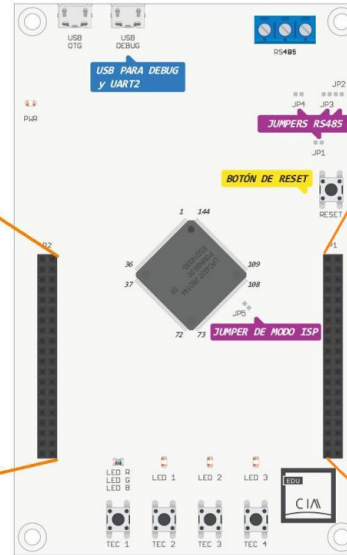 USB
OTG
USB
DEBUG
RS485
USB PARA DEBUG
y UART2
JP2
JP4
JP3
JUMPERS RS485
JP1
PWR
BOTÓN DE RESET
RESET
1
144
P2
P1
36
37
109
108
JP5
72
73
JUMPER DE MODO ISP
LED R
LED G
LED B
LED 1
LED 2
LED 3
EDU
CIAA
TEC 1
TEC 2
TEC 3
TEC 4